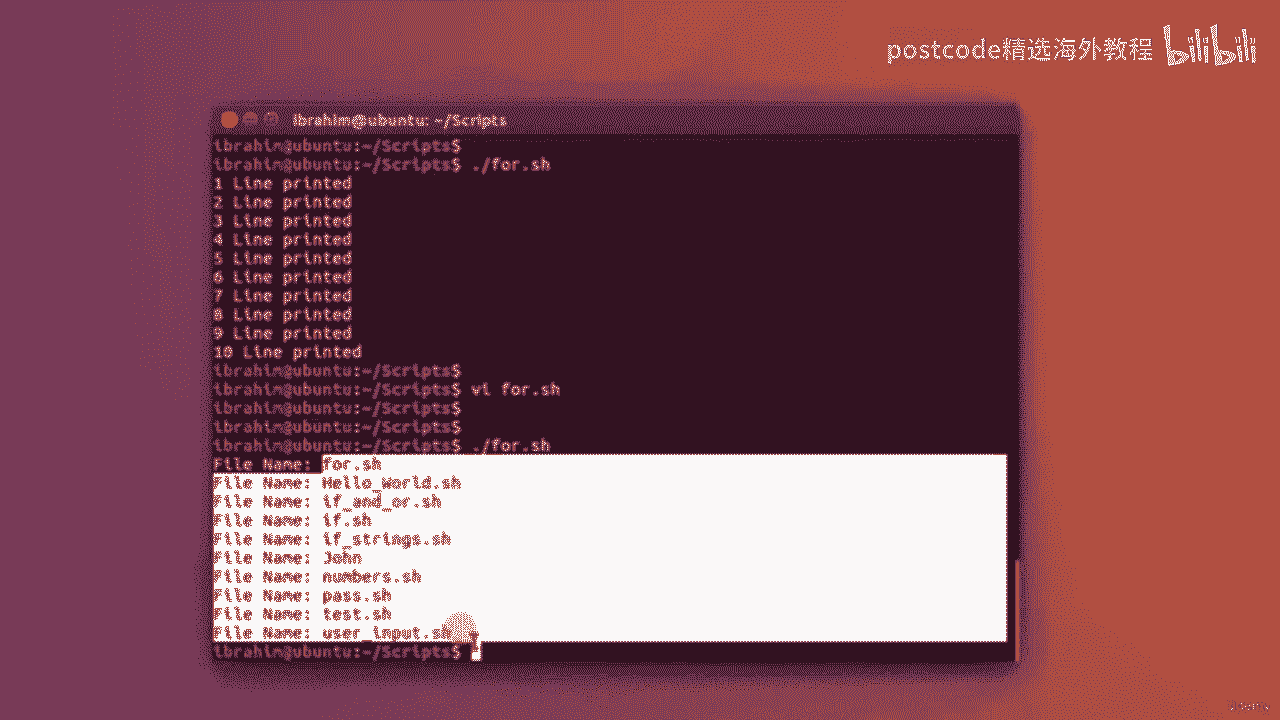 postcode精选海外教程 bilibili
ibrahim@ubuntu: ~/Scripts
ibrahim@ubuntu:~/Scripts$
ibrahim@ubuntu:~/Scripts$ ./for.sh
1 Line printed
2 Line printed
3 Line printed
4 Line printed
5 Line printed
6 Line printed
7 Line printed
8 Line printed
9 Line printed
10 Line printed
ibrahim@ubuntu:~/Scripts$
ibrahim@ubuntu:~/Scripts$ vi for.sh
ibrahim@ubuntu:~/Scripts$
ibrahim@ubuntu:~/Scripts$
ibrahim@ubuntu:~/Scripts$ ./for.sh
File Name: for.sh
File Name: Hello_World.sh
File Name: if_and_or.sh
File Name: if.sh
File Name: if_strings.sh
File Name: John
File Name: numbers.sh
File Name: pass.sh
File Name: test.sh
File Name: user_input.sh
ibrahim@ubuntu:~/Scripts$